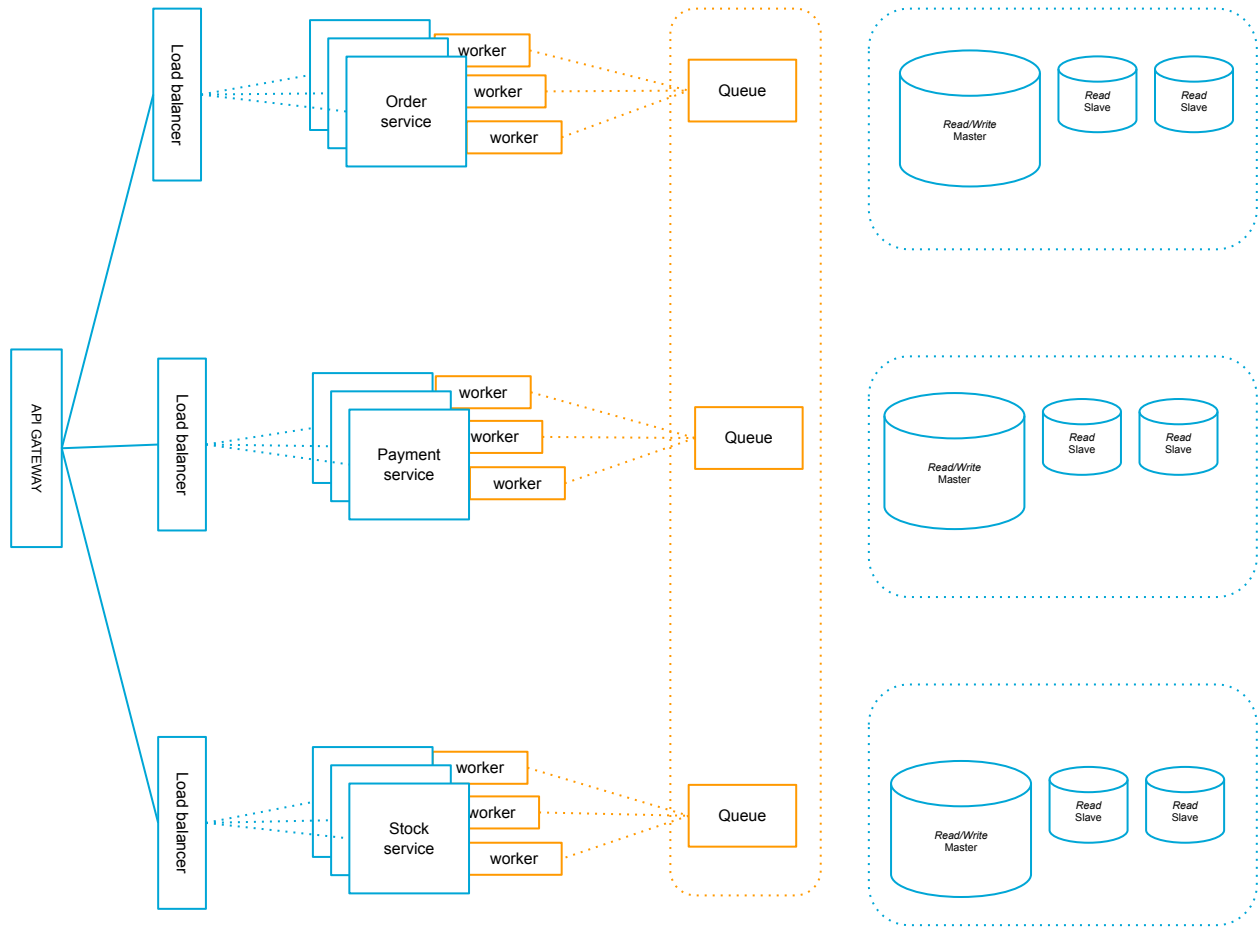 API GATEWAY
Load balancer
Order
service
worker
worker
worker
Queue
Read/Write
Master
Read
Slave
Read
Slave
Load balancer
Payment
service
worker
worker
worker
Queue
Read/Write
Master
Read
Slave
Read
Slave
Load balancer
Stock
service
worker
worker
worker
Queue
Read/Write
Master
Read
Slave
Read
Slave